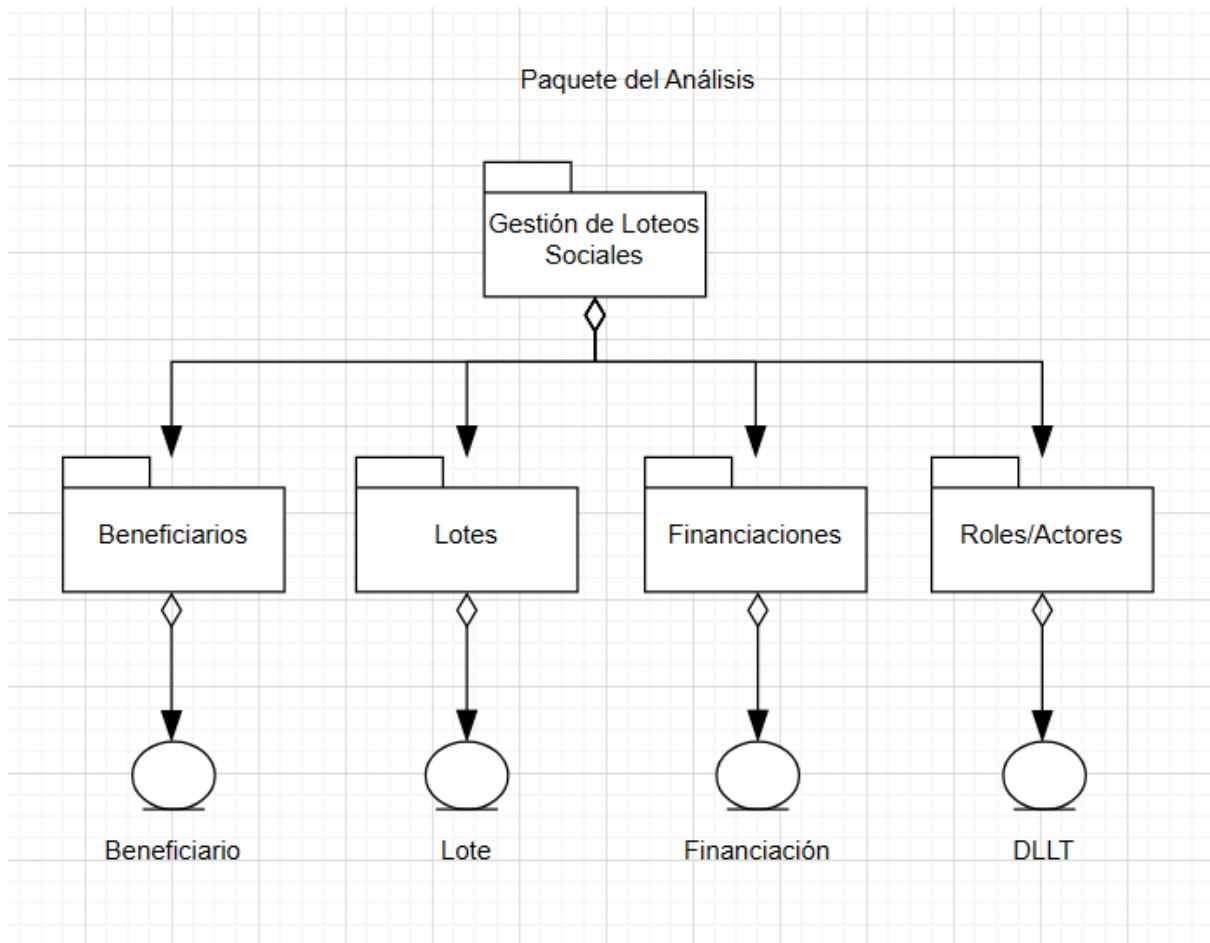 Paquete del Análisis
Gestión de Loteos
Sociales
Beneficiarios
Lotes
Financiaciones
Roles/Actores
Beneficiario
Lote
Financiación
DLLT